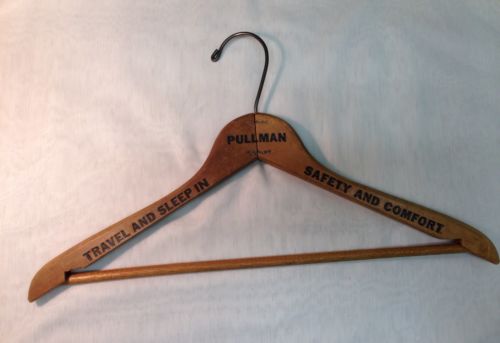 PULLMAN
TRAVEL AND SLEEP IN
SAFETY AND COMFORT